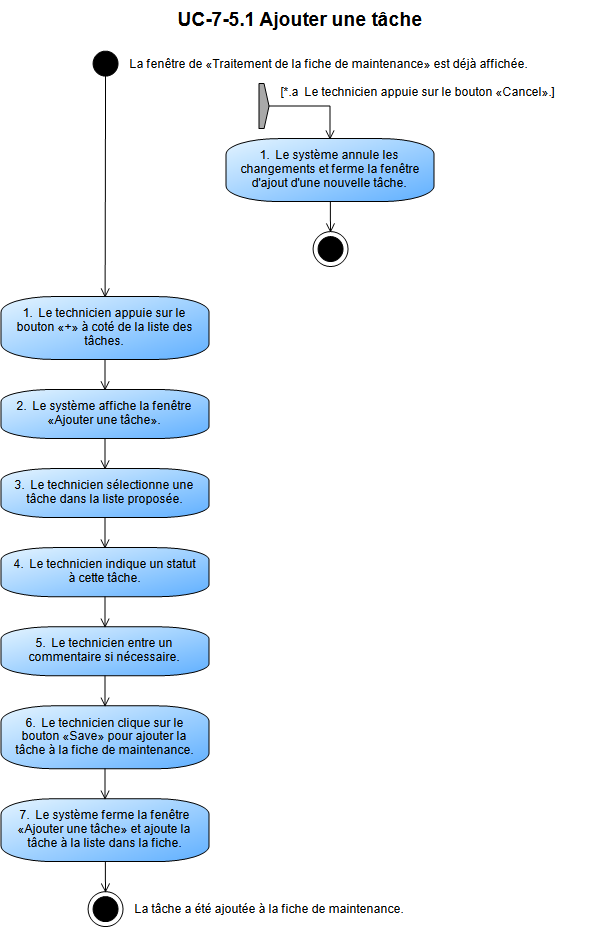 UC-7-5.1 Ajouter une tâche
La fenêtre de «Traitement de la fiche de maintenance» est déjà affichée.
[*.a Le technicien appuie sur le bouton «Cancel».]
1. Le système annule les
changements et ferme la fenêtre
d'ajout d'une nouvelle tâche.
1. Le technicien appuie sur le
bouton «+» à coté de la liste des
tâches.
2. Le système affiche la fenêtre
«Ajouter une tâche».
3. Le technicien sélectionne une
tâche dans la liste proposée.
4. Le technicien indique un statut
à cette tâche.
5. Le technicien entre un
commentaire si nécessaire.
6. Le technicien clique sur le
bouton «Save» pour ajouter la
tâche à la fiche de maintenance.
7. Le système ferme la fenêtre
«Ajouter une tâche» et ajoute la
tâche à la liste dans la fiche.
La tâche a été ajoutée à la fiche de maintenance.